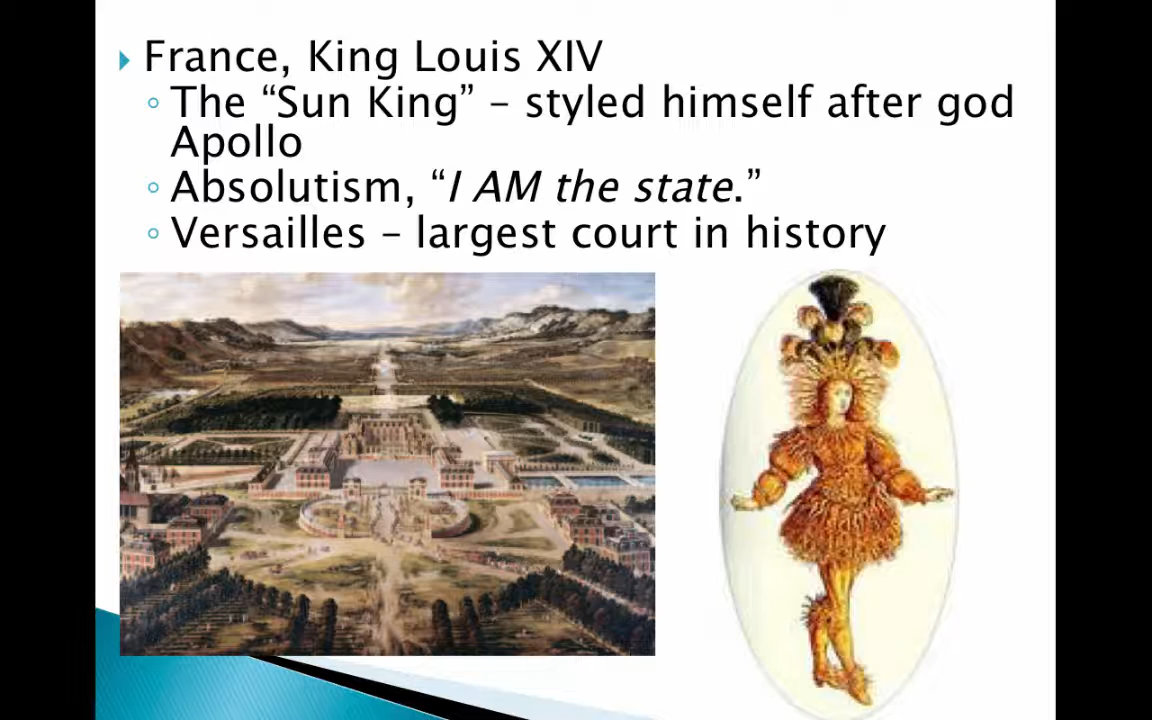 France, King Louis XIV
The “Sun King” – styled himself after god
Apollo
Absolutism, “I AM the state.”
Versailles – largest court in history